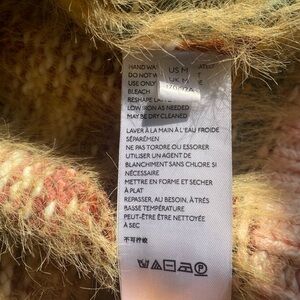 HAND WA US M
DO NOT W UK M
USE ONLY
BLEACH
RESHAPE
LOW IRON AS NEEDED
MAY BE DRY CLEANED
LAVER À LA MAIN À L'EAU FROIDE
SÉPARÉMEN
NE PAS TORDRE OU ESSORER
UTILISER UN AGENT DE
BLANCHIMENT SANS CHLORE SI
NÉCESSAIRE
METTRE EN FORME ET SECHER
À PLAT
REPASSER, AU BESOIN, À TRÈS
BASSE TEMPÉRATURE
PEUT-ÊTRE ÊTRE NETTOYÉE
À SEC
不可拧绞